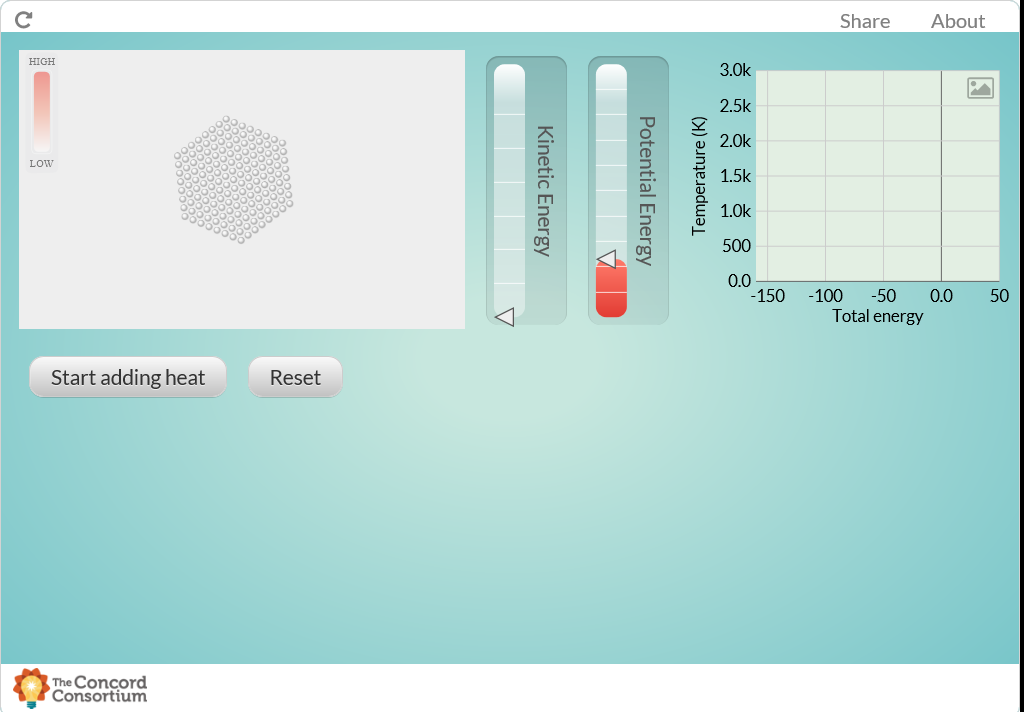 Share
About
HIGH
LOW
Kinetic Energy
Potential Energy
Temperature (K)
3.0k
2.5k
2.0k
1.5k
1.0k
500
0.0
-150
-100
-50
0.0
50
Total energy
Start adding heat
Reset
The Concord
Consortium